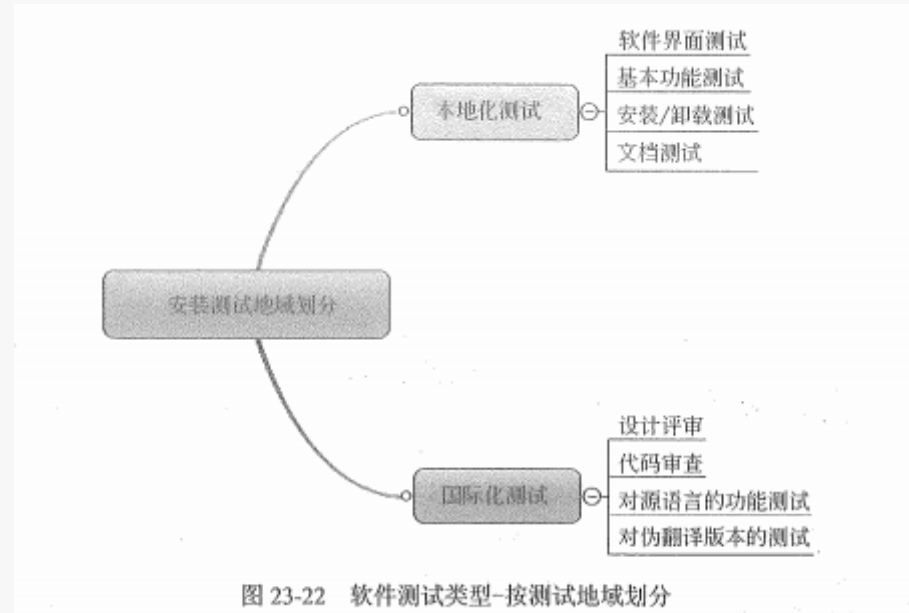 软件界面测试
基本功能测试
本地化测试
安装/卸载测试
文档测试
安装测试地域划分
设计评审
代码审查
国际化测试
对源语言的功能测试
对伪翻译版本的测试
图 23-22 软件测试类型-按测试地域划分